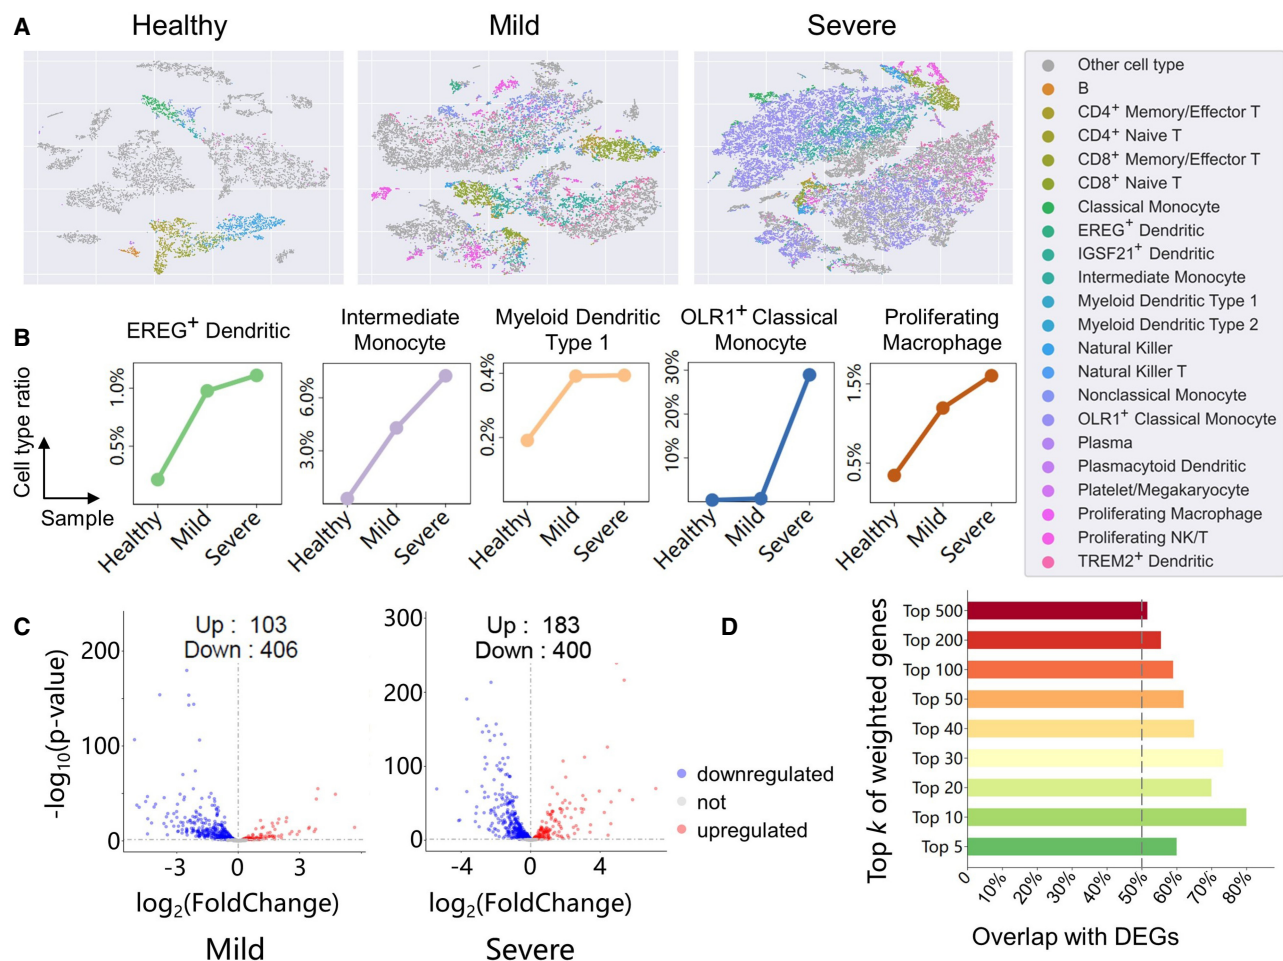 A
Healthy
Mild
Severe
Other cell type
B
CD4+ Memory/Effector T
CD4+ Naive T
CD8+ Memory/Effector T
CD8+ Naive T
Classical Monocyte
EREG+ Dendritic
IGSF21+ Dendritic
Intermediate Monocyte
Myeloid Dendritic Type 1
Myeloid Dendritic Type 2
Natural Killer
Natural Killer T
Nonclassical Monocyte
OLR1+ Classical Monocyte
Plasma
Plasmacytoid Dendritic
Platelet/Megakaryocyte
Proliferating Macrophage
Proliferating NK/T
TREM2+ Dendritic
B
Cell type ratio
Sample
EREG+ Dendritic
1.0%
0.5%
Healthy
Mild
Severe
Intermediate
Monocyte
6.0%
3.0%
Healthy
Mild
Severe
Myeloid Dendritic
Type 1
0.4%
0.2%
Healthy
Mild
Severe
OLR1+ Classical
Monocyte
30%
20%
10%
Healthy
Mild
Severe
Proliferating
Macrophage
1.5%
0.5%
Healthy
Mild
Severe
C
-log10(p-value)
Up : 103
Down : 406
200
100
0
-3
0
3
log2(FoldChange)
Mild
Up : 183
Down : 400
300
200
100
0
-4
0
4
log2(FoldChange)
Severe
downregulated
not
upregulated
D
Top k of weighted genes
Top 500
Top 200
Top 100
Top 50
Top 40
Top 30
Top 20
Top 10
Top 5
0
10%
20%
30%
40%
50%
60%
70%
80%
Overlap with DEGs